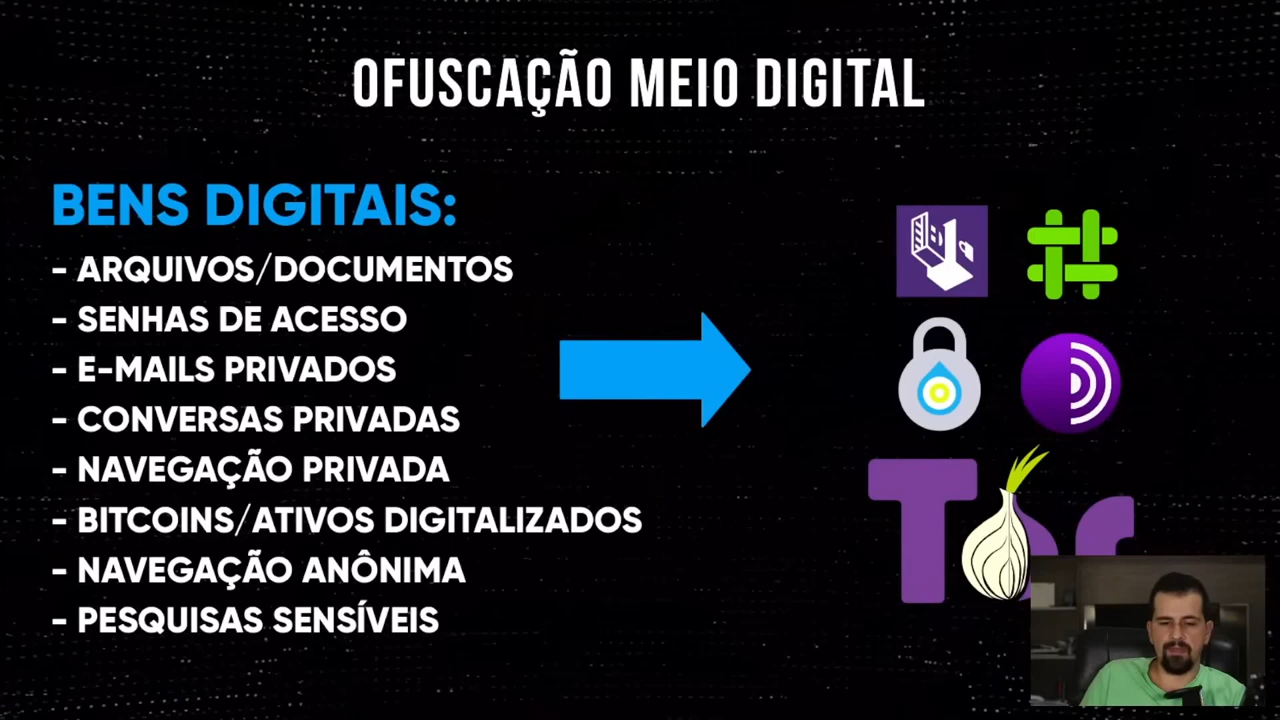 OFUSCAÇÃO MEIO DIGITAL
BENS DIGITAIS:
- ARQUIVOS/DOCUMENTOS
- SENHAS DE ACESSO
- E-MAILS PRIVADOS
- CONVERSAS PRIVADAS
- NAVEGAÇÃO PRIVADA
- BITCOINS/ATIVOS DIGITALIZADOS
- NAVEGAÇÃO ANÔNIMA
- PESQUISAS SENSÍVEIS
Tor